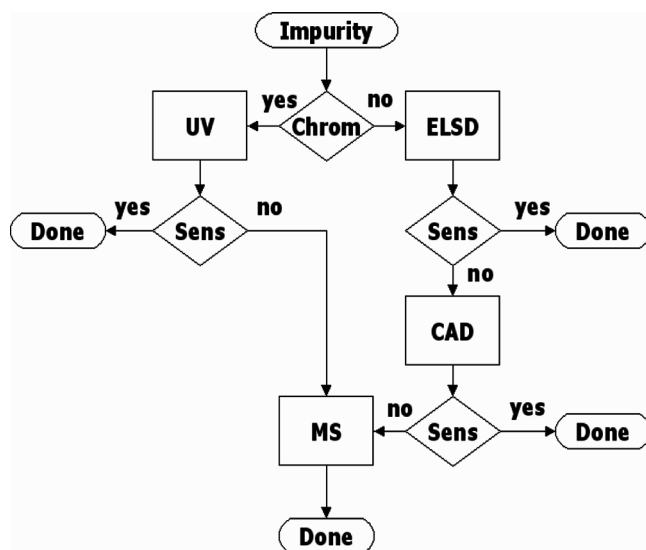 Impurity
yes
no
UV
Chrom
ELSD
yes
no
yes
Done
Sens
Sens
Done
no
CAD
no
yes
MS
Sens
Done
Done